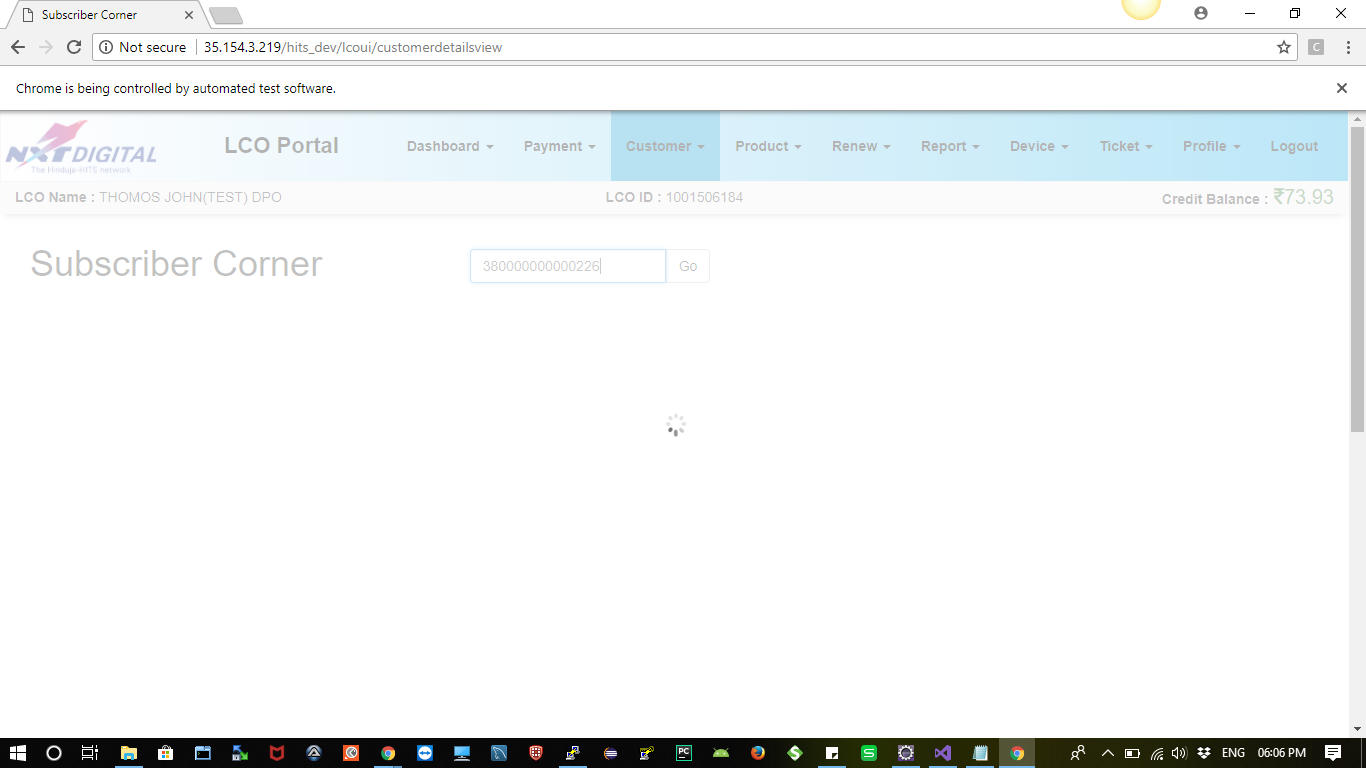 Subscriber Corner
Not secure 35.154.3.219/hits_dev/lcoui/customerdetailsview
C
Chrome is being controlled by automated test software.
NXTDIGITAL
The Hinduja-HITS network
LCO Portal Dashboard Payment Customer Product Renew Report Device Ticket Profile Logout
LCO Name : THOMOS JOHN(TEST) DPO LCO ID : 1001506184 Credit Balance : ₹73.93
Subscriber Corner 380000000000226 Go
PC S S ENG 06:06 PM